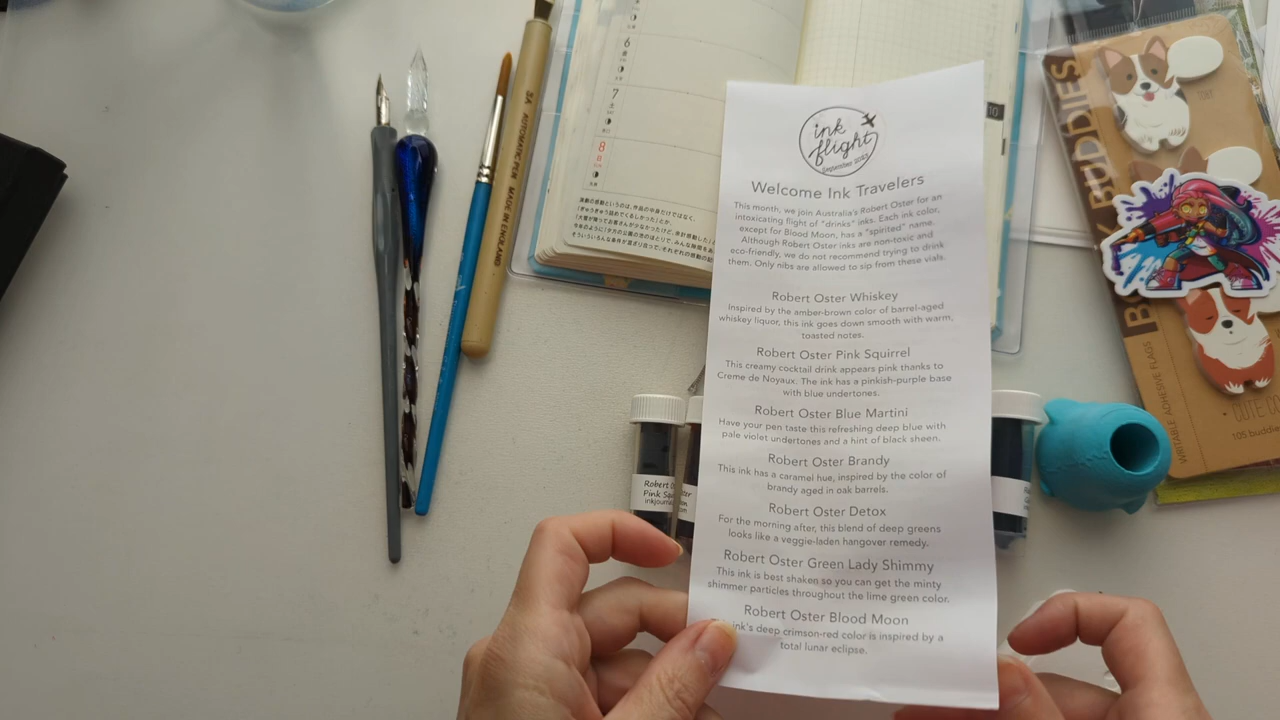 ink
flight
September 2023
Welcome Ink Travelers
This month, we join Australia's Robert Oster for an
intoxicating flight of "drinks" inks. Each ink color,
except for Blood Moon, has a "spirited" name.
Although Robert Oster inks are non-toxic and
eco-friendly, we do not recommend trying to drink
them. Only nibs are allowed to sip from these vials.
Robert Oster Whiskey
Inspired by the amber-brown color of barrel-aged
whiskey liquor, this ink goes down smooth with warm,
toasted notes.
Robert Oster Pink Squirrel
This creamy cocktail drink appears pink thanks to
Creme de Noyaux. The ink has a pinkish-purple base
with blue undertones.
Robert Oster Blue Martini
Have your pen taste this refreshing deep blue with
pale violet undertones and a hint of black sheen.
Robert Oster Brandy
This ink has a caramel hue, inspired by the color of
brandy aged in oak barrels.
Robert Oster Detox
For the morning after, this blend of deep greens
looks like a veggie-laden hangover remedy.
Robert Oster Green Lady Shimmy
This ink is best shaken so you can get the minty
shimmer particles throughout the lime green color.
Robert Oster Blood Moon
ink's deep crimson-red color is inspired by a
total lunar eclipse.
3A AUTOMATIC PEN MADE IN ENGLAND
6
7
8
10
Robert
Pink Squ
BUDDIES
WRITABLE ADHESIVE FLAGS
CUTE
105 buddie